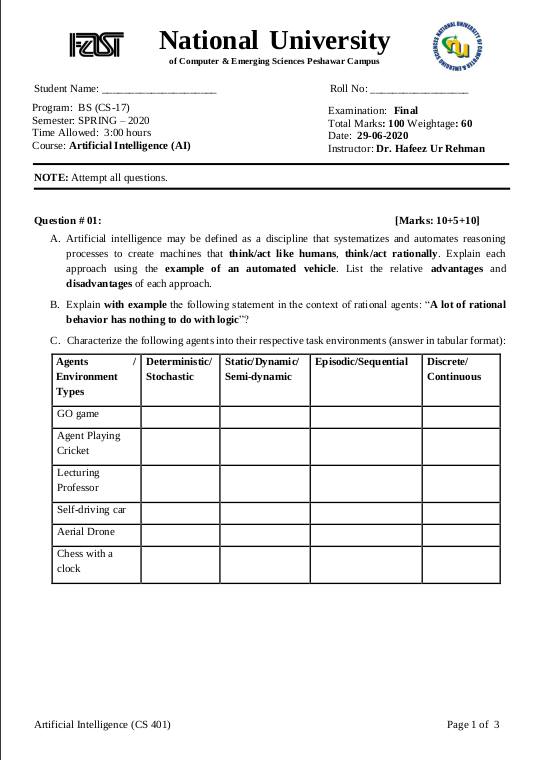 FAST
National University
of Computer & Emerging Sciences Peshawar Campus
Student Name: _____________________
Roll No: __________________
Program: BS (CS-17)
Semester: SPRING – 2020
Time Allowed: 3:00 hours
Course: Artificial Intelligence (AI)
Examination: Final
Total Marks: 100 Weightage: 60
Date: 29-06-2020
Instructor: Dr. Hafeez Ur Rehman
NOTE: Attempt all questions.
Question # 01:
[Marks: 10+5+10]
A. Artificial intelligence may be defined as a discipline that systematizes and automates reasoning
processes to create machines that think/act like humans, think/act rationally. Explain each
approach using the example of an automated vehicle. List the relative advantages and
disadvantages of each approach.
B. Explain with example the following statement in the context of rational agents: “A lot of rational
behavior has nothing to do with logic”?
C. Characterize the following agents into their respective task environments (answer in tabular format):
Agents /
Environment
Types
Deterministic/
Stochastic
Static/Dynamic/
Semi-dynamic
Episodic/Sequential
Discrete/
Continuous
GO game
Agent Playing
Cricket
Lecturing
Professor
Self-driving car
Aerial Drone
Chess with a
clock
Artificial Intelligence (CS 401)
Page 1 of 3